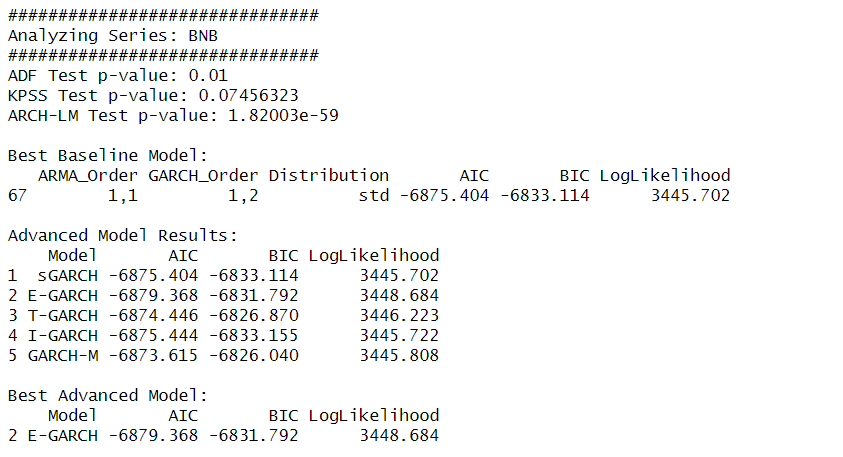 ###############################
Analyzing Series: BNB
###############################
ADF Test p-value: 0.01
KPSS Test p-value: 0.07456323
ARCH-LM Test p-value: 1.82003e-59

Best Baseline Model:
   ARMA_Order GARCH_Order Distribution       AIC       BIC LogLikelihood
67        1,1         1,2          std -6875.404 -6833.114      3445.702

Advanced Model Results:
    Model       AIC       BIC LogLikelihood
1  sGARCH -6875.404 -6833.114      3445.702
2 E-GARCH -6879.368 -6831.792      3448.684
3 T-GARCH -6874.446 -6826.870      3446.223
4 I-GARCH -6875.444 -6833.155      3445.722
5 GARCH-M -6873.615 -6826.040      3445.808

Best Advanced Model:
    Model       AIC       BIC LogLikelihood
2 E-GARCH -6879.368 -6831.792      3448.684